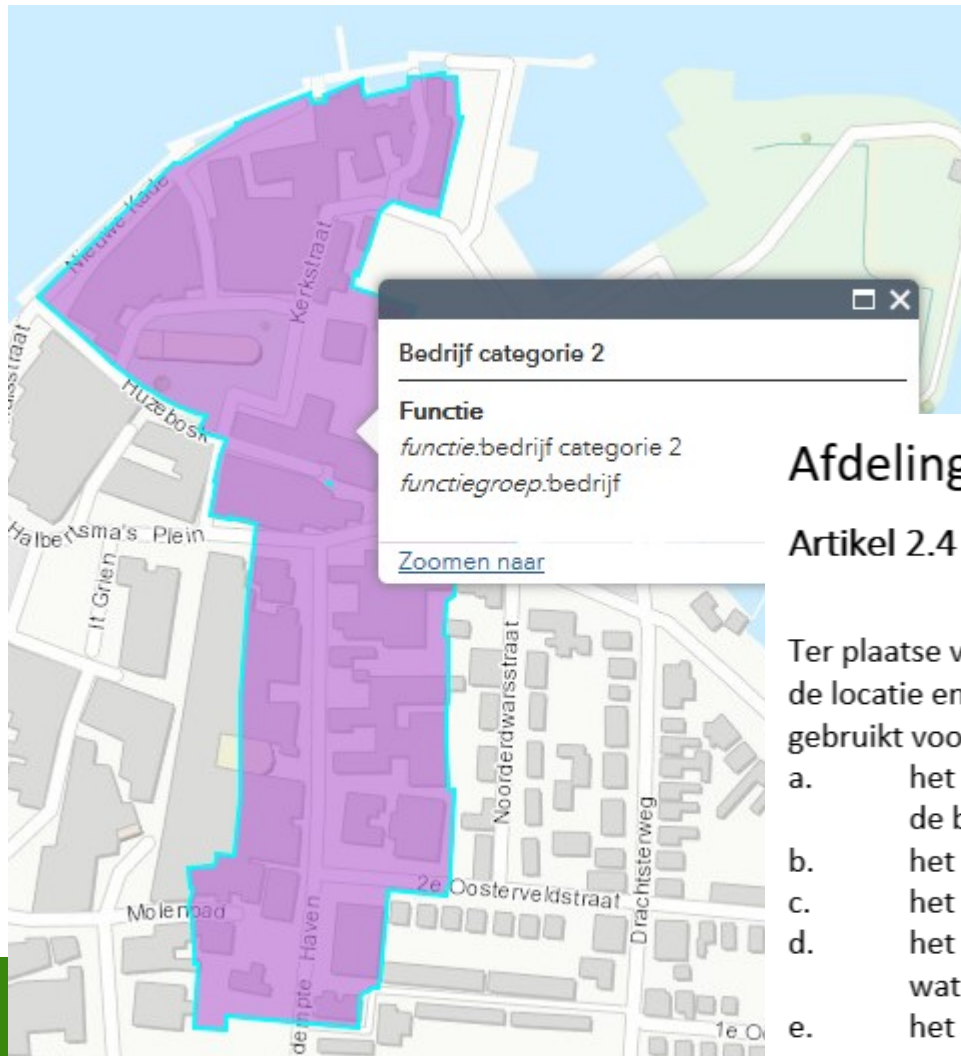 Nieuwe Kade
Kerkstraat
Huzebosk
Halbertsma's Plein
It Grien
Noorderdwarsstraat
Drachtsterweg
2e Oosterveldstraat
Molenpad
Haven
Bedrijf categorie 2
Functie
functie:bedrijf categorie 2
functiegroep:bedrijf
Zoomen naar
Afdeling
Artikel 2.4
Ter plaatse v
de locatie en
gebruikt voo
a. het
de b
b. het
c. het
d. het
wat
e. het